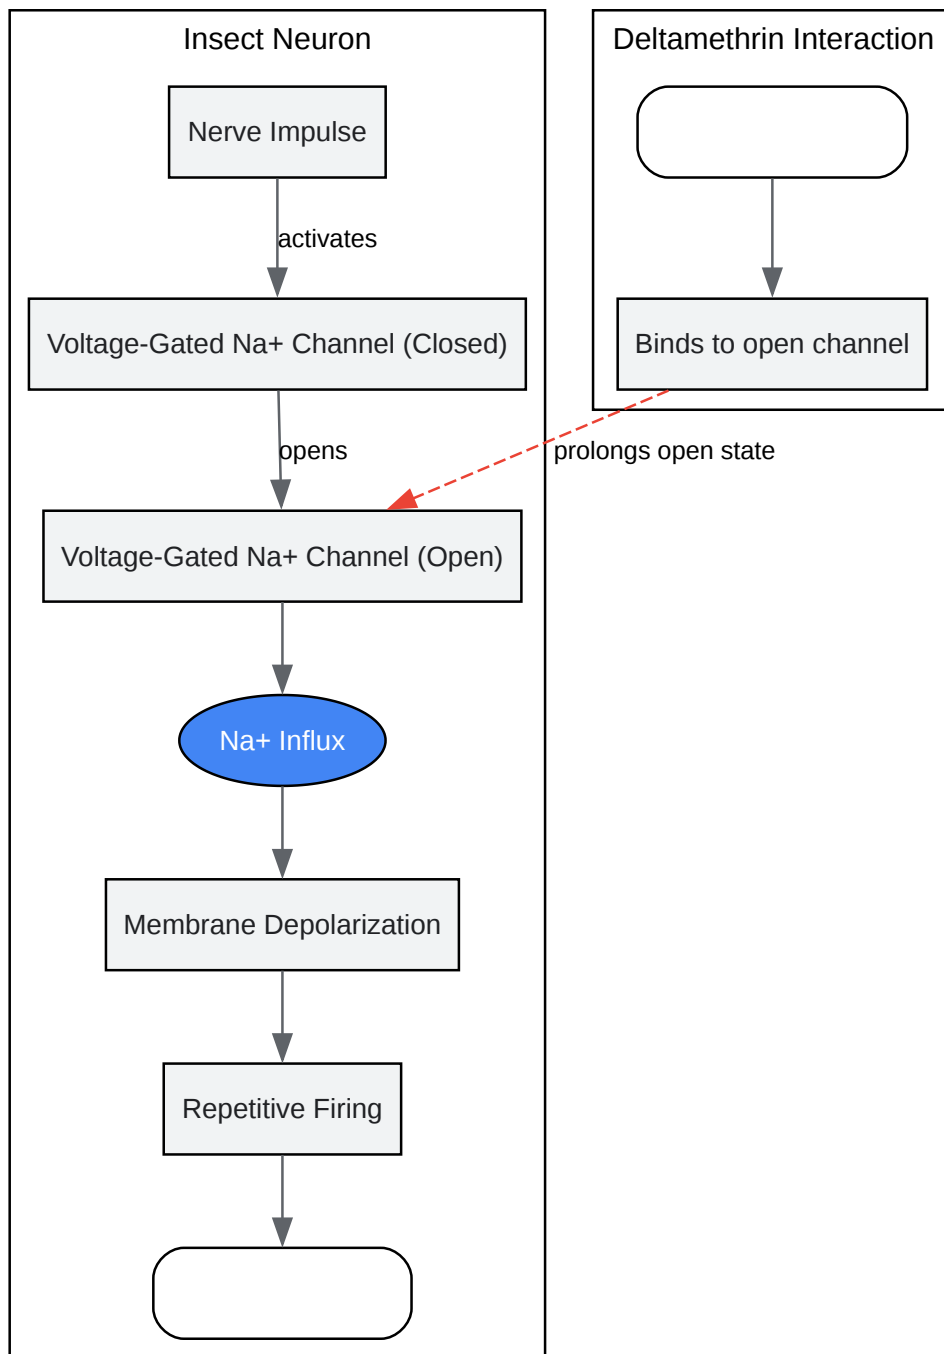 Insect Neuron
Nerve Impulse
activates
Voltage-Gated Na+ Channel (Closed)
opens
Voltage-Gated Na+ Channel (Open)
Na+ Influx
Membrane Depolarization
Repetitive Firing
Deltamethrin Interaction
Binds to open channel
prolongs open state